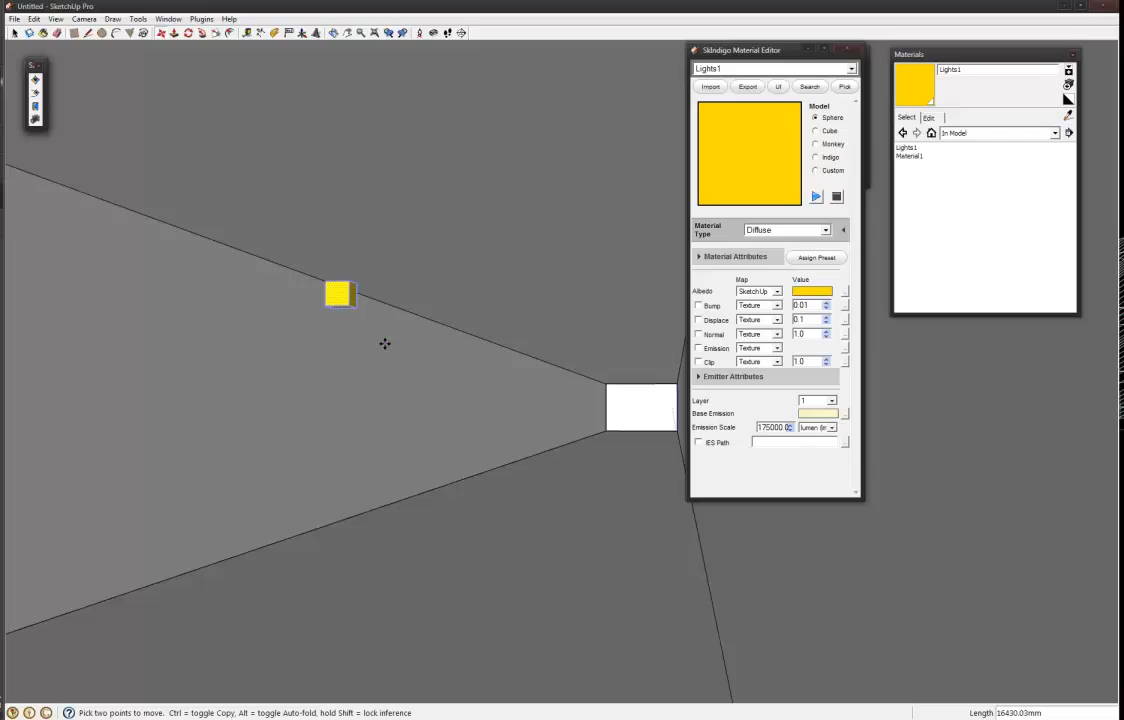 Untitled - SketchUp Pro
File Edit View Camera Draw Tools Window Plugins Help
S..
SkIndigo Material Editor
Lights1
Import Export UI Search Pick
Model
Sphere
Cube
Monkey
Indigo
Custom
Material Type Diffuse
Material Attributes Assign Preset
Map Value
Albedo SketchUp
Bump Texture 0.01
Displace Texture 0.1
Normal Texture 1.0
Emission Texture
Clip Texture 1.0
Emitter Attributes
Layer 1
Base Emission
Emission Scale 175000.0 lumen (lm
IES Path
Materials
Lights1
Select Edit
In Model
Lights1
Material1
Pick two points to move. Ctrl = toggle Copy, Alt = toggle Auto-fold, hold Shift = lock inference
Length 16430.03mm